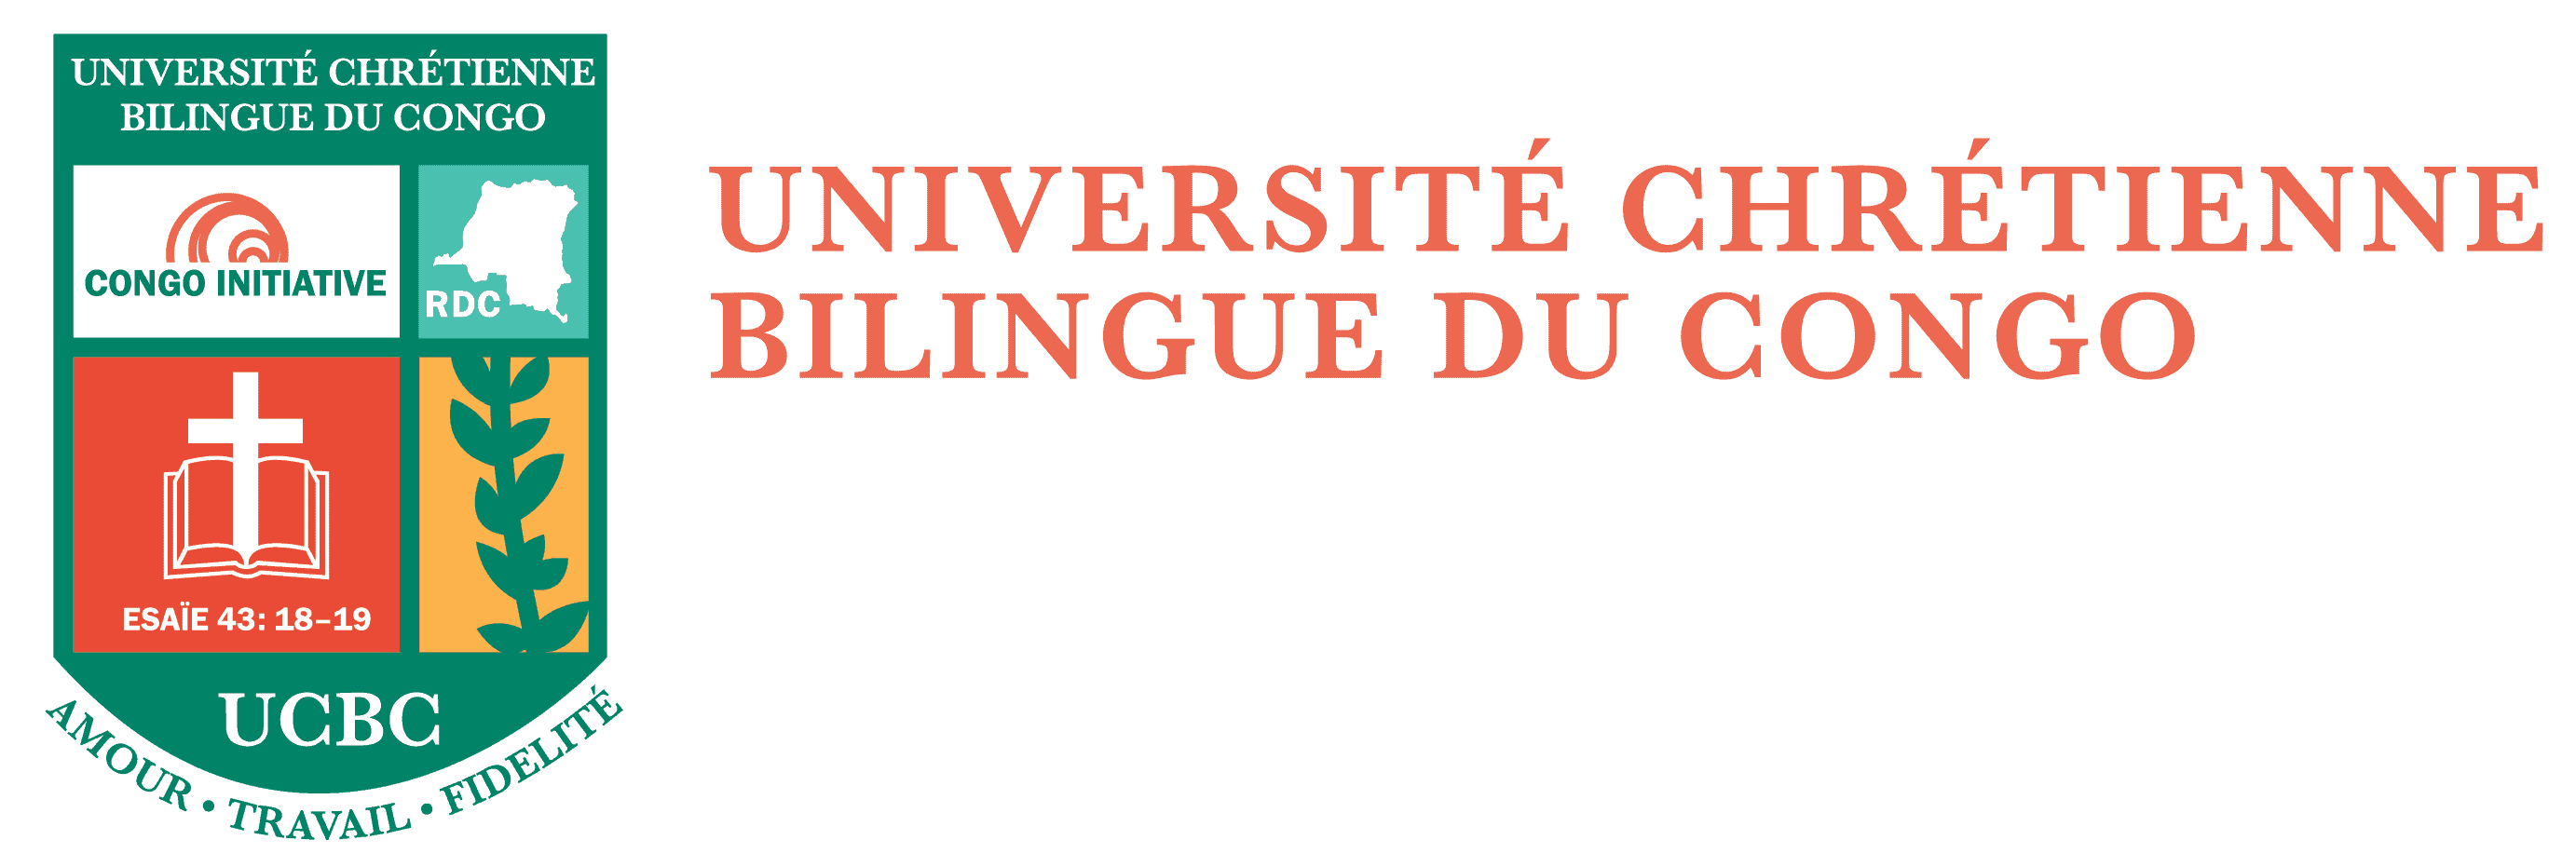 UNIVERSITÉ CHRÉTIENNE
BILINGUE DU CONGO
CONGO INITIATIVE
RDC
ESAÏE 43: 18–19
UCBC
AMOUR • TRAVAIL • FIDELITÉ
UNIVERSITÉ CHRÉTIENNE
BILINGUE DU CONGO